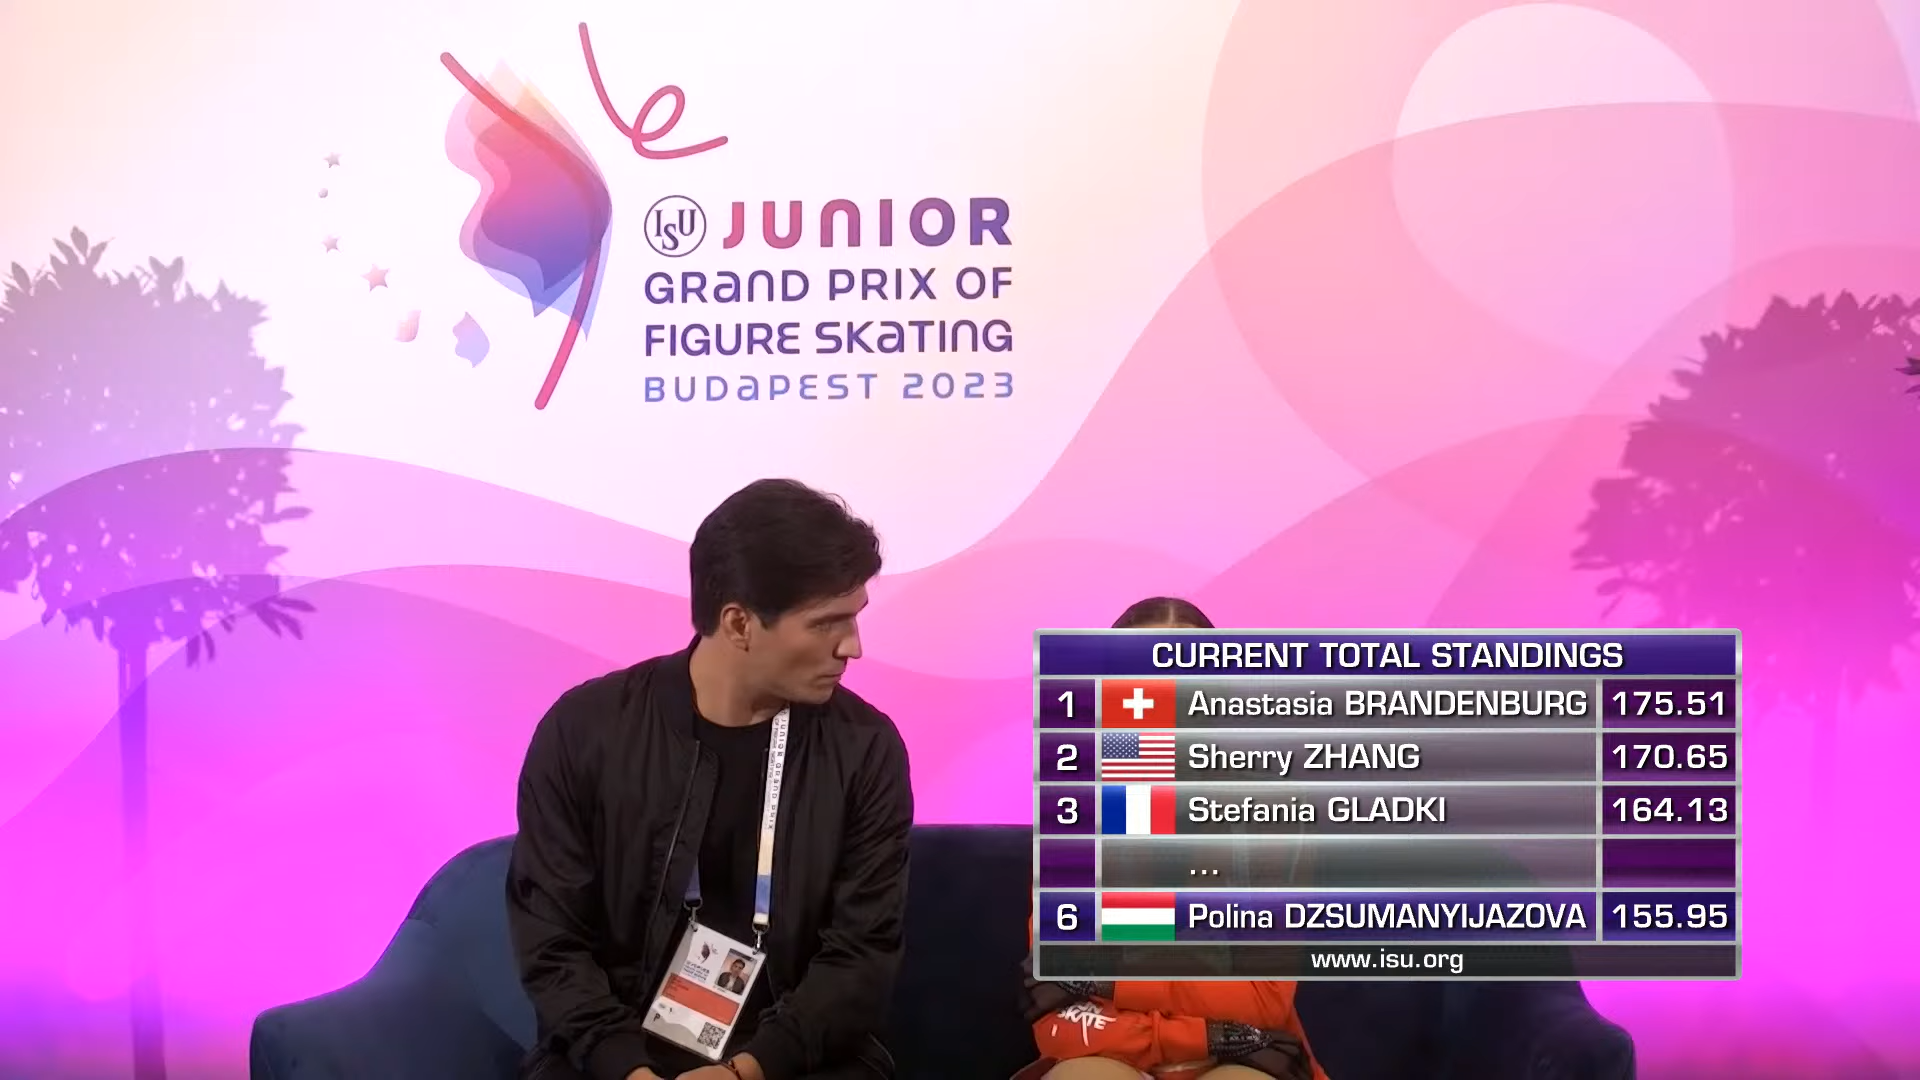 ISU JUNIOR
GRAND PRIX OF
FIGURE SKATING
BUDAPEST 2023
CURRENT TOTAL STANDINGS
1 Anastasia BRANDENBURG 175.51
2 Sherry ZHANG 170.65
3 Stefania GLADKI 164.13
...
6 Polina DZSUMANYIJAZOVA 155.95
www.isu.org
SKATE